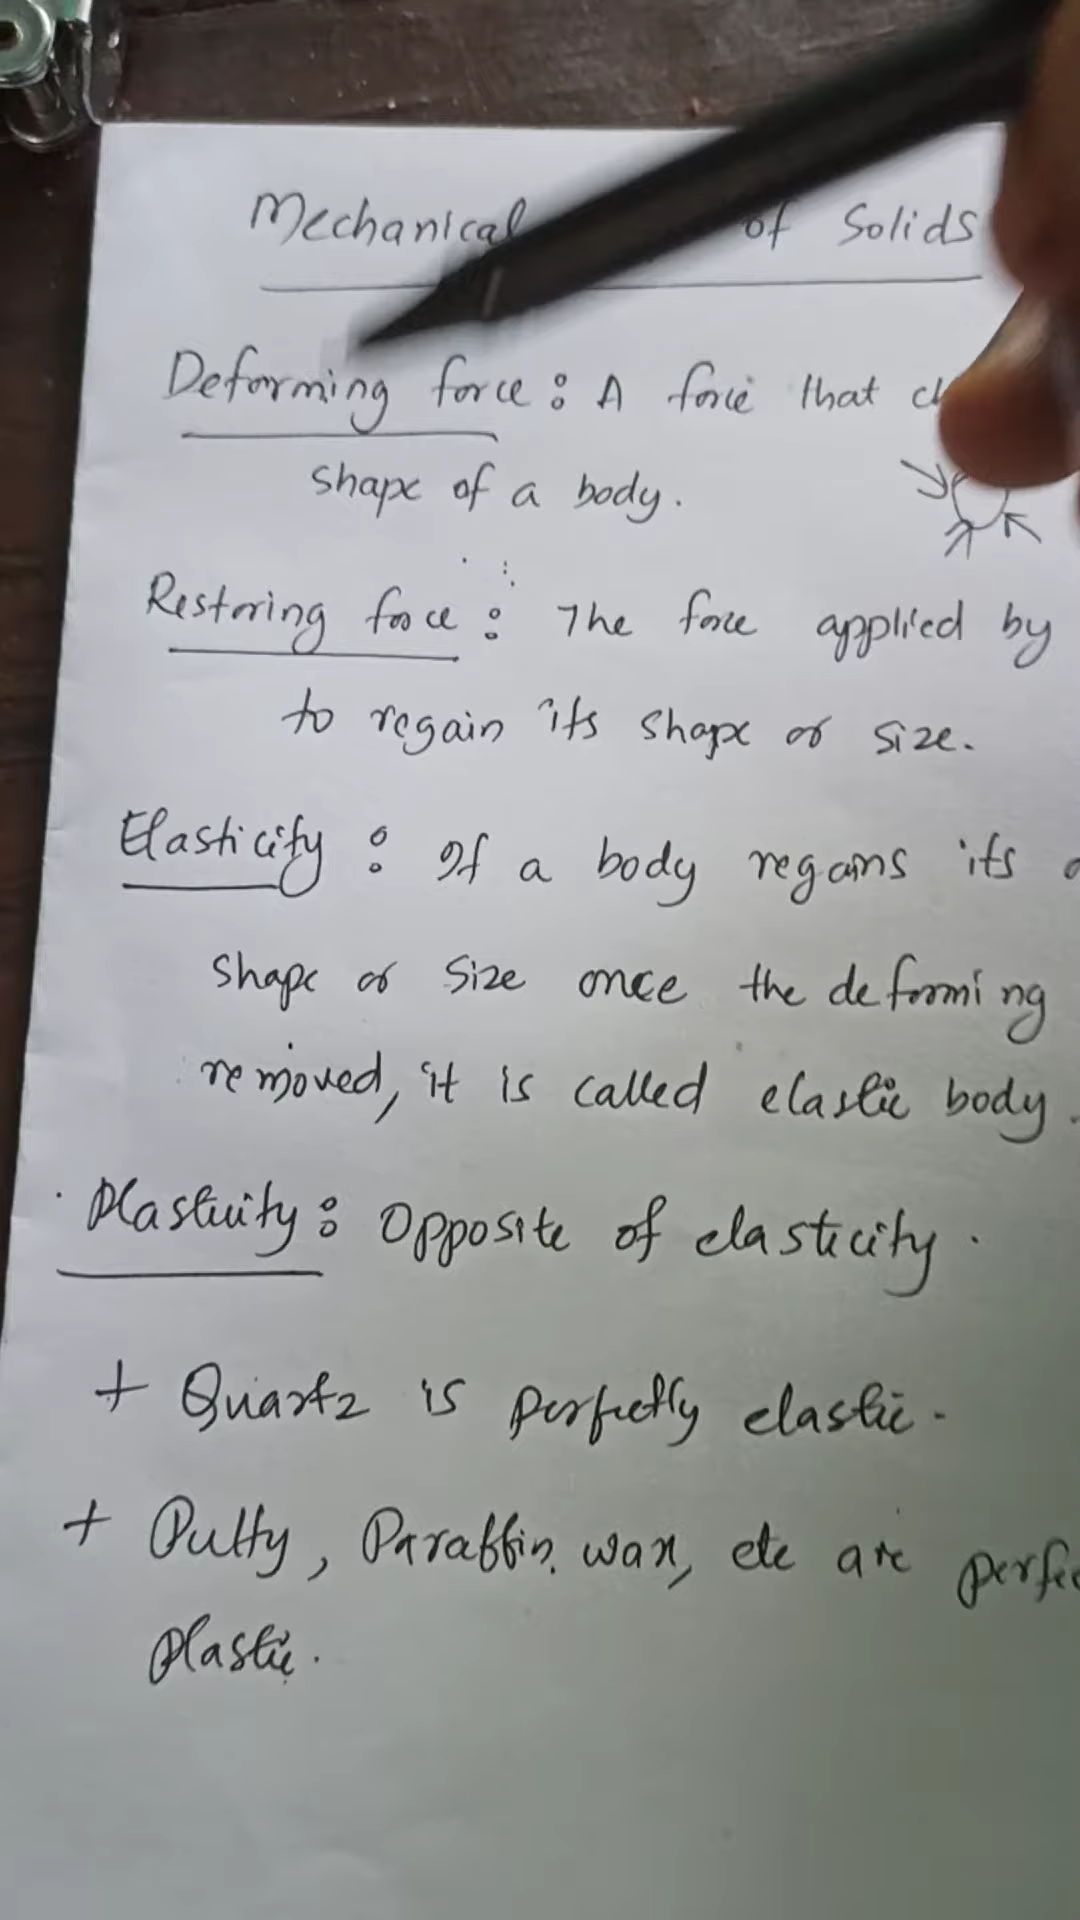 Mechanical of Solids
Deforming force : A force that
shape of a body.
Restoring force : The force applied by
to regain its shape or size.
Elasticity : If a body regains its
shape or size once the deforming
removed, it is called elastic body.
Plasticity : Opposite of elasticity.
+ Quartz is perfectly elastic.
+ Putty, Paraffin wax, etc are
plastic.